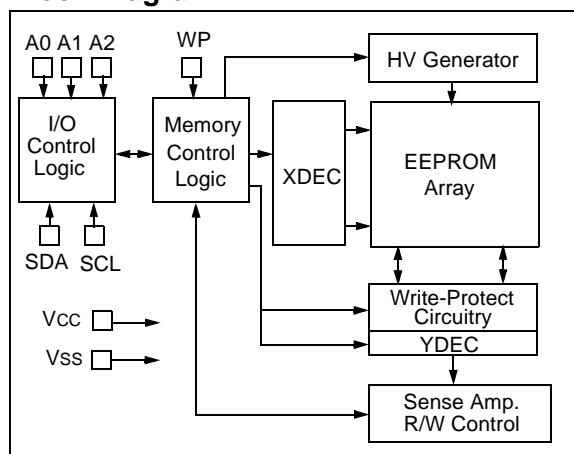 A0 A1 A2
WP
HV Generator
I/O
Control
Logic
Memory
Control
Logic
XDEC
EEPROM
Array
SDA
SCL
Write-Protect
Circuitry
YDEC
VCC
VSS
Sense Amp.
R/W Control